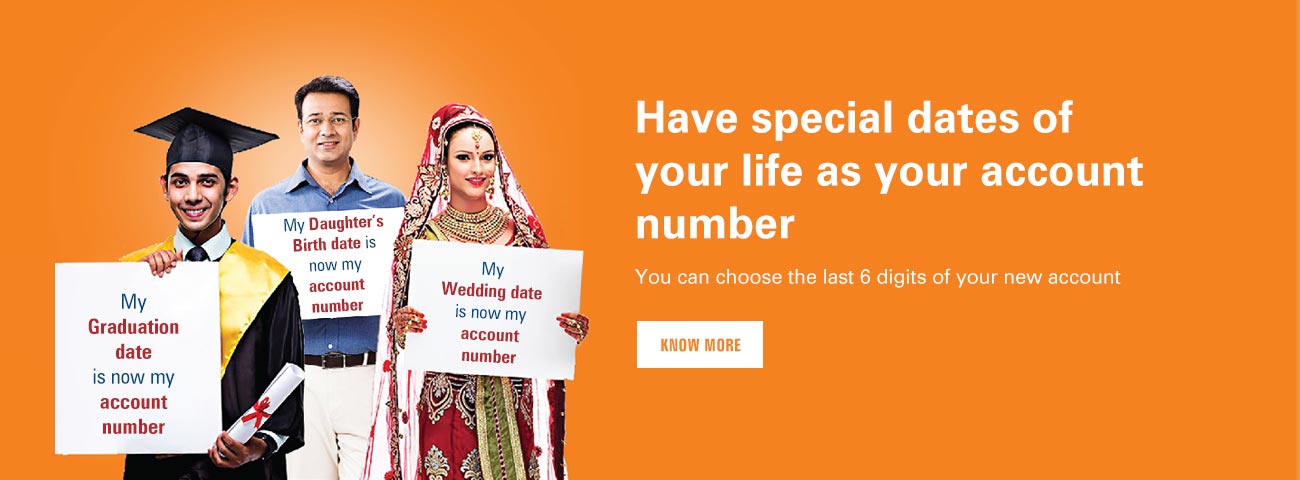 My
Graduation
date
is now my
account
number
My Daughter's
Birth date is
now my
account
number
My
Wedding date
is now my
account
number
Have special dates of
your life as your account
number
You can choose the last 6 digits of your new account
KNOW MORE